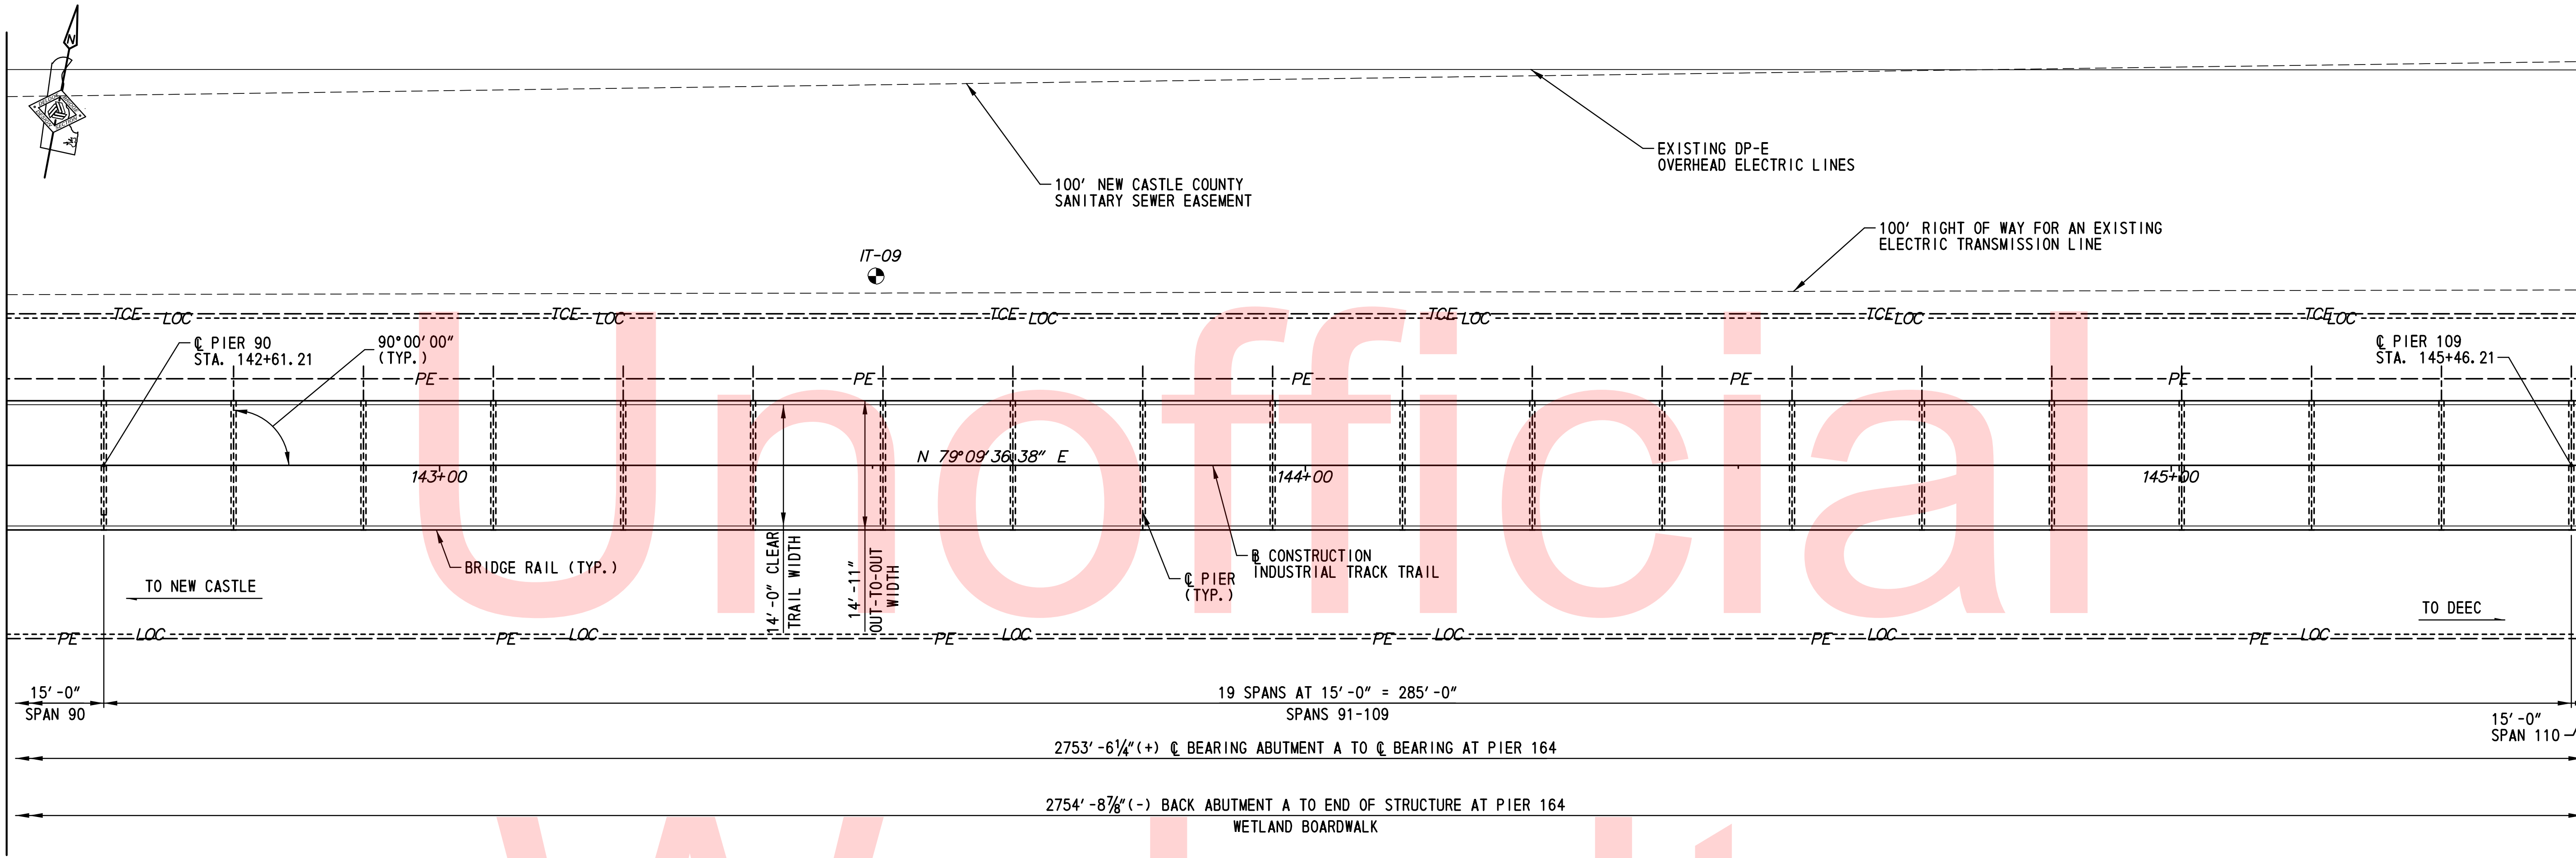 N
EXISTING DP-E
OVERHEAD ELECTRIC LINES
100' NEW CASTLE COUNTY
SANITARY SEWER EASEMENT
100' RIGHT OF WAY FOR AN EXISTING
ELECTRIC TRANSMISSION LINE
IT-09
TCE LOC TCE LOC TCE LOC TCE LOC TCE LOC TCE LOC
℄ PIER 90
STA. 142+61.21
90°00'00"
(TYP.)
℄ PIER 109
STA. 145+46.21
PE PE PE PE PE
N 79°09'36.38" E
143+00 144+00 145+00
BRIDGE RAIL (TYP.)
14'-0" CLEAR
TRAIL WIDTH
14'-11"
OUT-TO-OUT
WIDTH
℄ PIER
(TYP.)
BL CONSTRUCTION
INDUSTRIAL TRACK TRAIL
TO NEW CASTLE
TO DEEC
PE LOC PE LOC PE LOC PE LOC PE LOC PE LOC
15'-0"
SPAN 90
19 SPANS AT 15'-0" = 285'-0"
SPANS 91-109
15'-0"
SPAN 110
2753'-6¼"(+) ℄ BEARING ABUTMENT A TO ℄ BEARING AT PIER 164
2754'-8⅞"(-) BACK ABUTMENT A TO END OF STRUCTURE AT PIER 164
WETLAND BOARDWALK
Unofficial